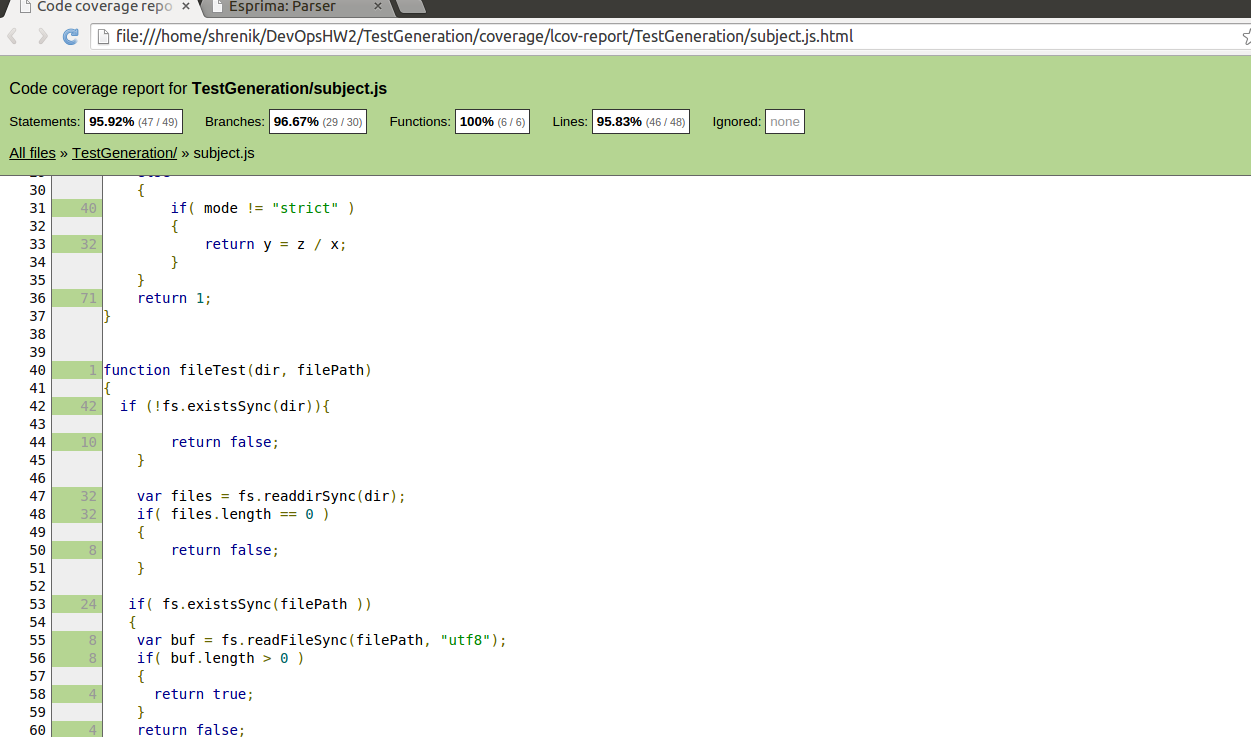 Code coverage repo × Esprima: Parser ×
file:///home/shrenik/DevOpsHW2/TestGeneration/coverage/lcov-report/TestGeneration/subject.js.html
Code coverage report for TestGeneration/subject.js
Statements: 95.92% (47 / 49) Branches: 96.67% (29 / 30) Functions: 100% (6 / 6) Lines: 95.83% (46 / 48) Ignored: none
All files » TestGeneration/ » subject.js
30 {
31 40 if( mode != "strict" )
32 {
33 32 return y = z / x;
34 }
35 }
36 71 return 1;
37 }
38
39
40 1 function fileTest(dir, filePath)
41 {
42 42 if (!fs.existsSync(dir)){
43
44 10 return false;
45 }
46
47 32 var files = fs.readdirSync(dir);
48 32 if( files.length == 0 )
49 {
50 8 return false;
51 }
52
53 24 if( fs.existsSync(filePath ))
54 {
55 8 var buf = fs.readFileSync(filePath, "utf8");
56 8 if( buf.length > 0 )
57 {
58 4 return true;
59 }
60 4 return false;